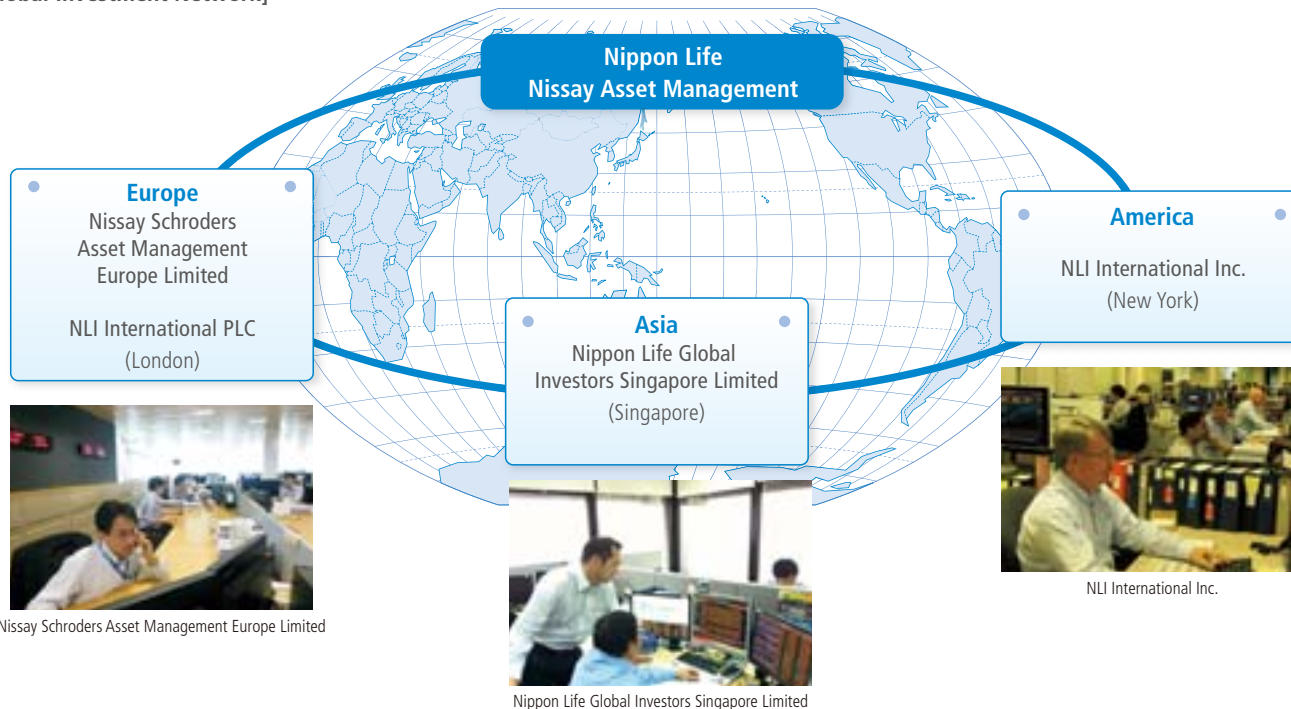 Investment Network]
Nippon Life
Nissay Asset Management
Europe
Nissay Schroders
Asset Management
Europe Limited
NLI International PLC
(London)
Asia
Nippon Life Global
Investors Singapore Limited
(Singapore)
America
NLI International Inc.
(New York)
Nissay Schroders Asset Management Europe Limited
Nippon Life Global Investors Singapore Limited
NLI International Inc.